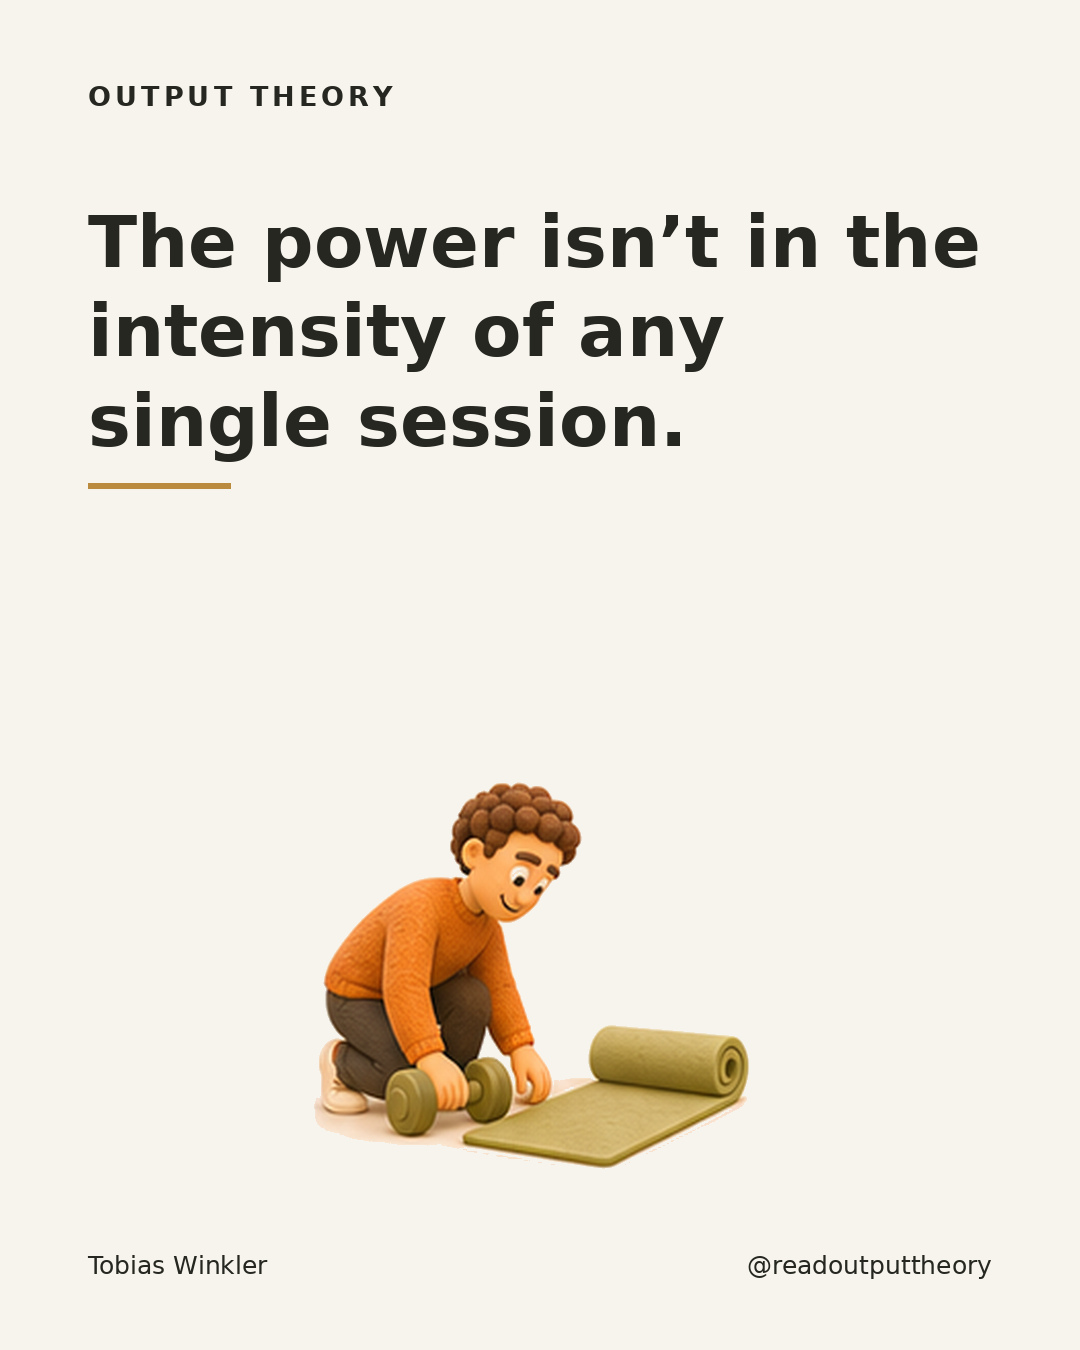 OUTPUT THEORY
The power isn’t in the
intensity of any
single session.
Tobias Winkler
@readoutputtheory